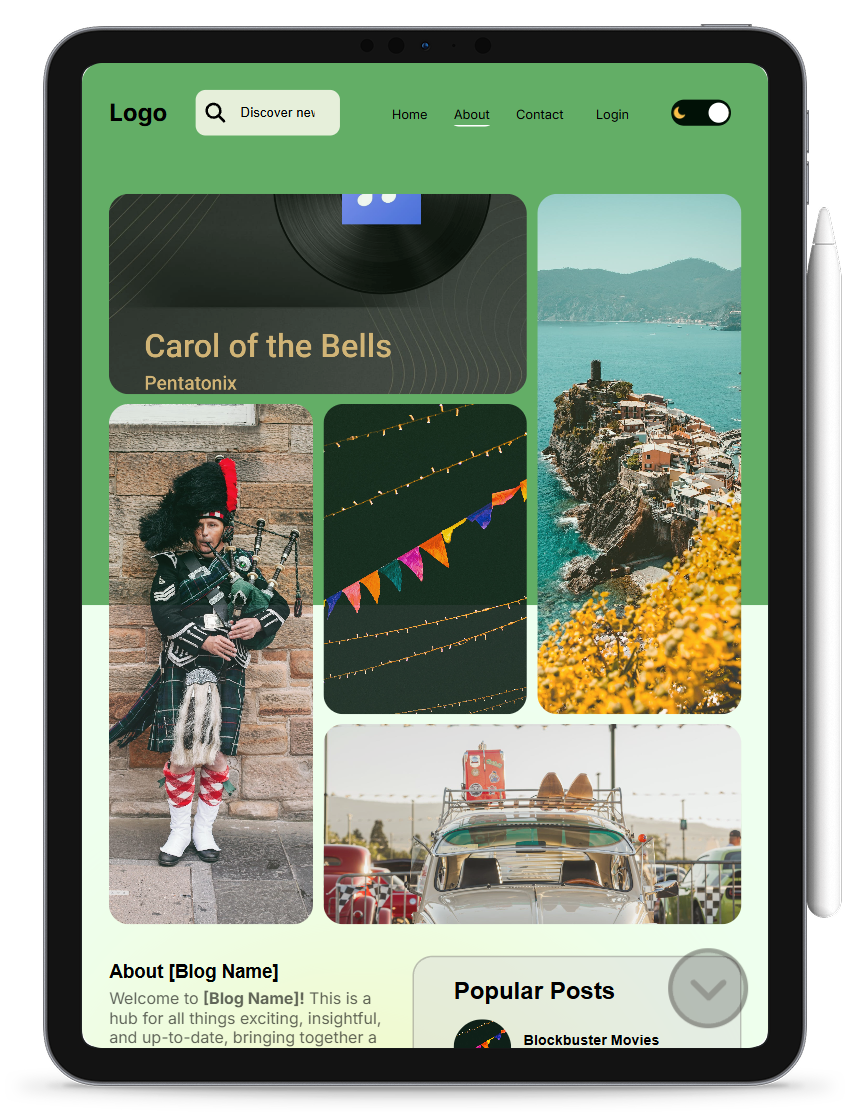 Logo
Discover nev
Home About Contact Login
Carol of the Bells
Pentatonix
About [Blog Name]
Welcome to [Blog Name]! This is a
hub for all things exciting, insightful,
and up-to-date, bringing together a
Popular Posts
Blockbuster Movies